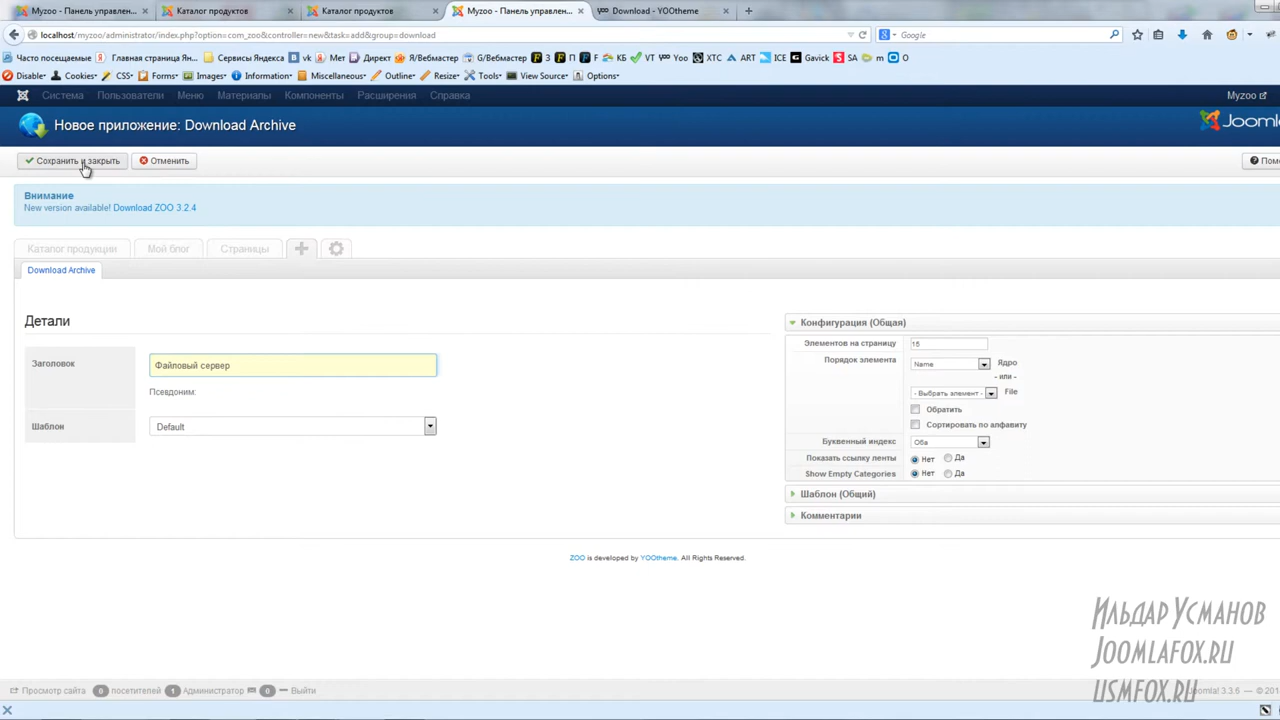 Myzoo - Панель управлен...
Каталог продуктов
Каталог продуктов
Myzoo - Панель управлен...
Download - YOOtheme
localhost/myzoo/administrator/index.php?option=com_zoo&controller=new&task=add&group=download
Google
Часто посещаемые Главная страница Ян... Сервисы Яндекса vk Мет Директ Я/Вебмастер G/Вебмастер F 3 F П F КБ VT Yoo XTC ART ICE Gavick SA m O
Disable Cookies CSS Forms Images Information Miscellaneous Outline Resize Tools View Source Options
Система Пользователи Меню Материалы Компоненты Расширения Справка Myzoo
Новое приложение: Download Archive
Joomla
Сохранить и закрыть Отменить Пом
Внимание
New version available! Download ZOO 3.2.4
Каталог продукции Мой блог Страницы
Download Archive
Детали
Заголовок Файловый сервер
Псевдоним:
Шаблон Default
Конфигурация (Общая)
Элементов на страницу 15
Порядок элемента Name Ядро
- или -
- Выбрать элемент - File
Обратить
Сортировать по алфавиту
Буквенный индекс Оба
Показать ссылку ленты Нет Да
Show Empty Categories Нет Да
Шаблон (Общий)
Комментарии
ZOO is developed by YOOtheme. All Rights Reserved.
Ильдар Усманов
Joomlafox.ru
usmfox.ru
Просмотр сайта 0 посетителей 1 Администратор 0 Выйти
Joomla! 3.3.6 — © 201